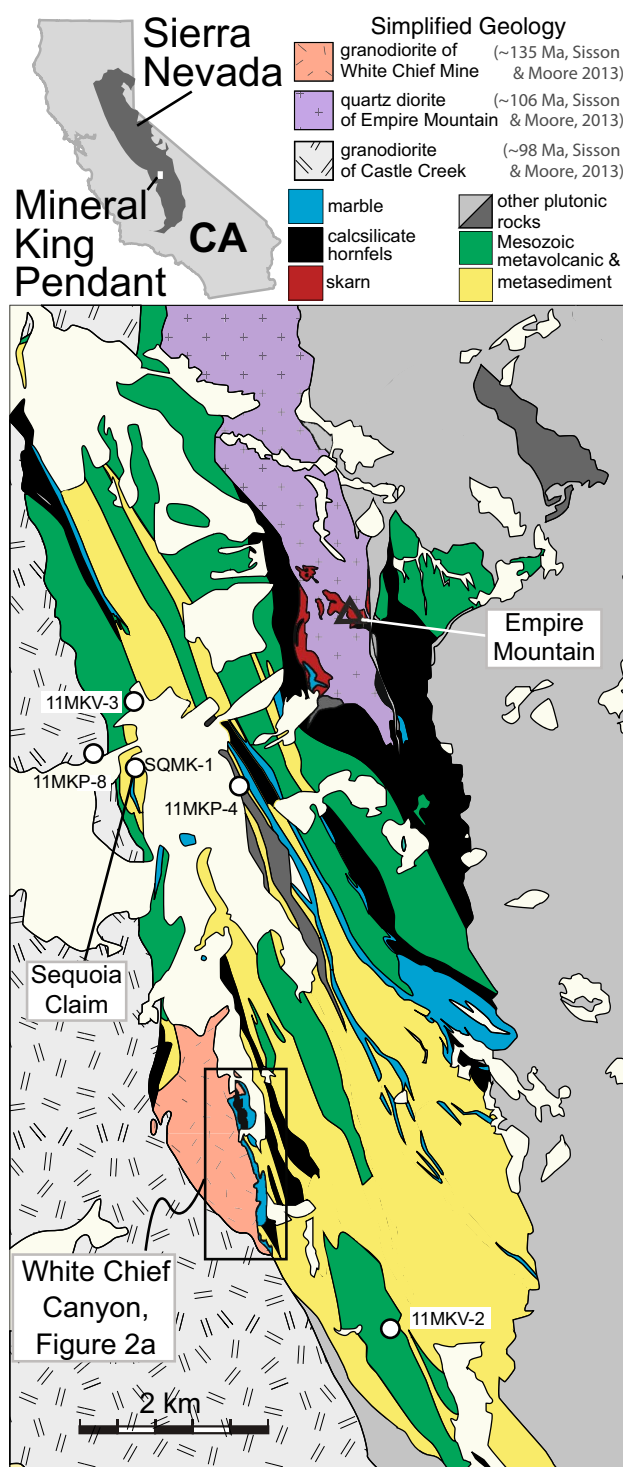 Sierra
Nevada
Mineral
King
Pendant
CA
Simplified Geology
granodiorite of
White Chief Mine
(~135 Ma, Sisson
& Moore 2013)
quartz diorite
of Empire Mountain
(~106 Ma, Sisson
& Moore, 2013)
granodiorite
of Castle Creek
(~98 Ma, Sisson
& Moore, 2013)
marble
calcsilicate
hornfels
skarn
other plutonic
rocks
Mesozoic
metavolcanic &
metasediment
Empire
Mountain
11MKV-3
SQMK-1
11MKP-8
11MKP-4
Sequoia
Claim
White Chief
Canyon,
Figure 2a
11MKV-2
2 km